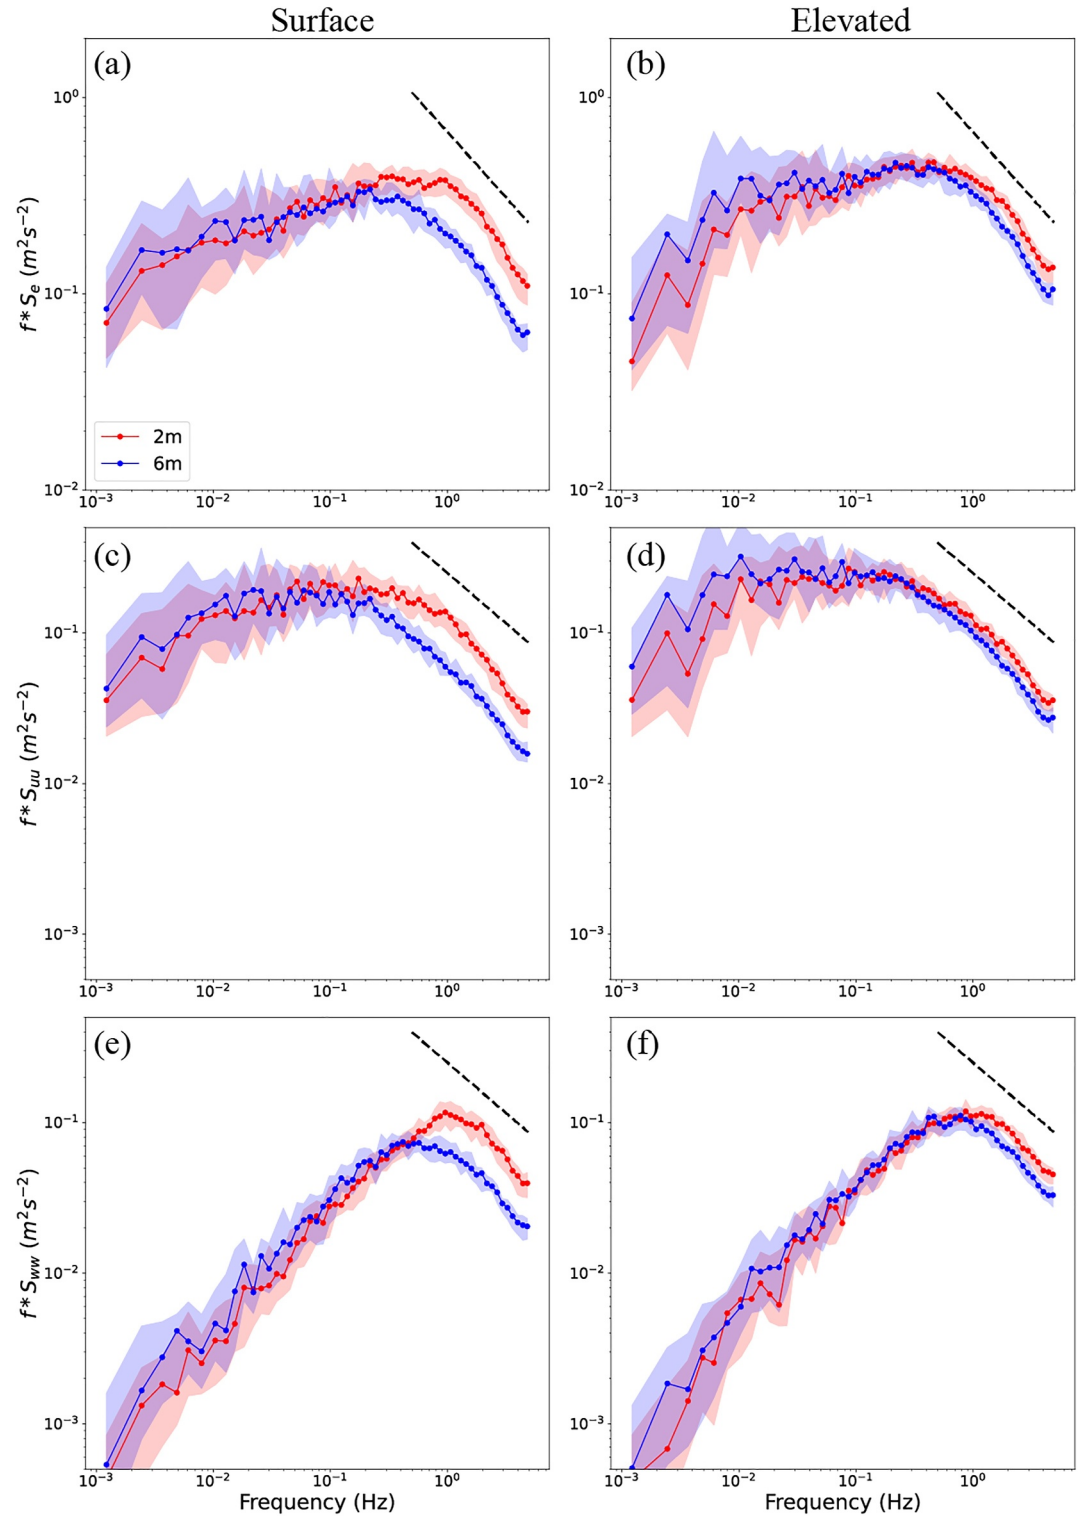 Surface Elevated
(a) (b)
10⁰ 10⁰
f* Sₑ (m²s⁻²)
10⁻¹ 10⁻¹
2m
6m
10⁻² 10⁻²
10⁻³ 10⁻² 10⁻¹ 10⁰ 10⁻³ 10⁻² 10⁻¹ 10⁰
(c) (d)
10⁻¹ 10⁻¹
f* Sᵤᵤ (m²s⁻²)
10⁻² 10⁻²
10⁻³ 10⁻³
10⁻³ 10⁻² 10⁻¹ 10⁰ 10⁻³ 10⁻² 10⁻¹ 10⁰
(e) (f)
10⁻¹ 10⁻¹
f* S_ww (m²s⁻²)
10⁻² 10⁻²
10⁻³ 10⁻³
10⁻³ 10⁻² 10⁻¹ 10⁰ 10⁻³ 10⁻² 10⁻¹ 10⁰
Frequency (Hz) Frequency (Hz)